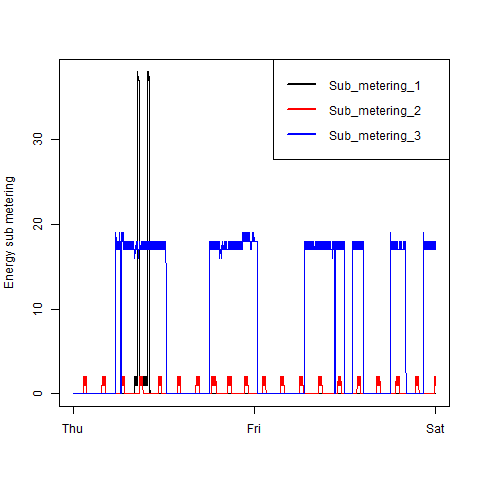 Sub_metering_1
Sub_metering_2
Sub_metering_3
Energy sub metering
30
20
10
0
Thu Fri Sat